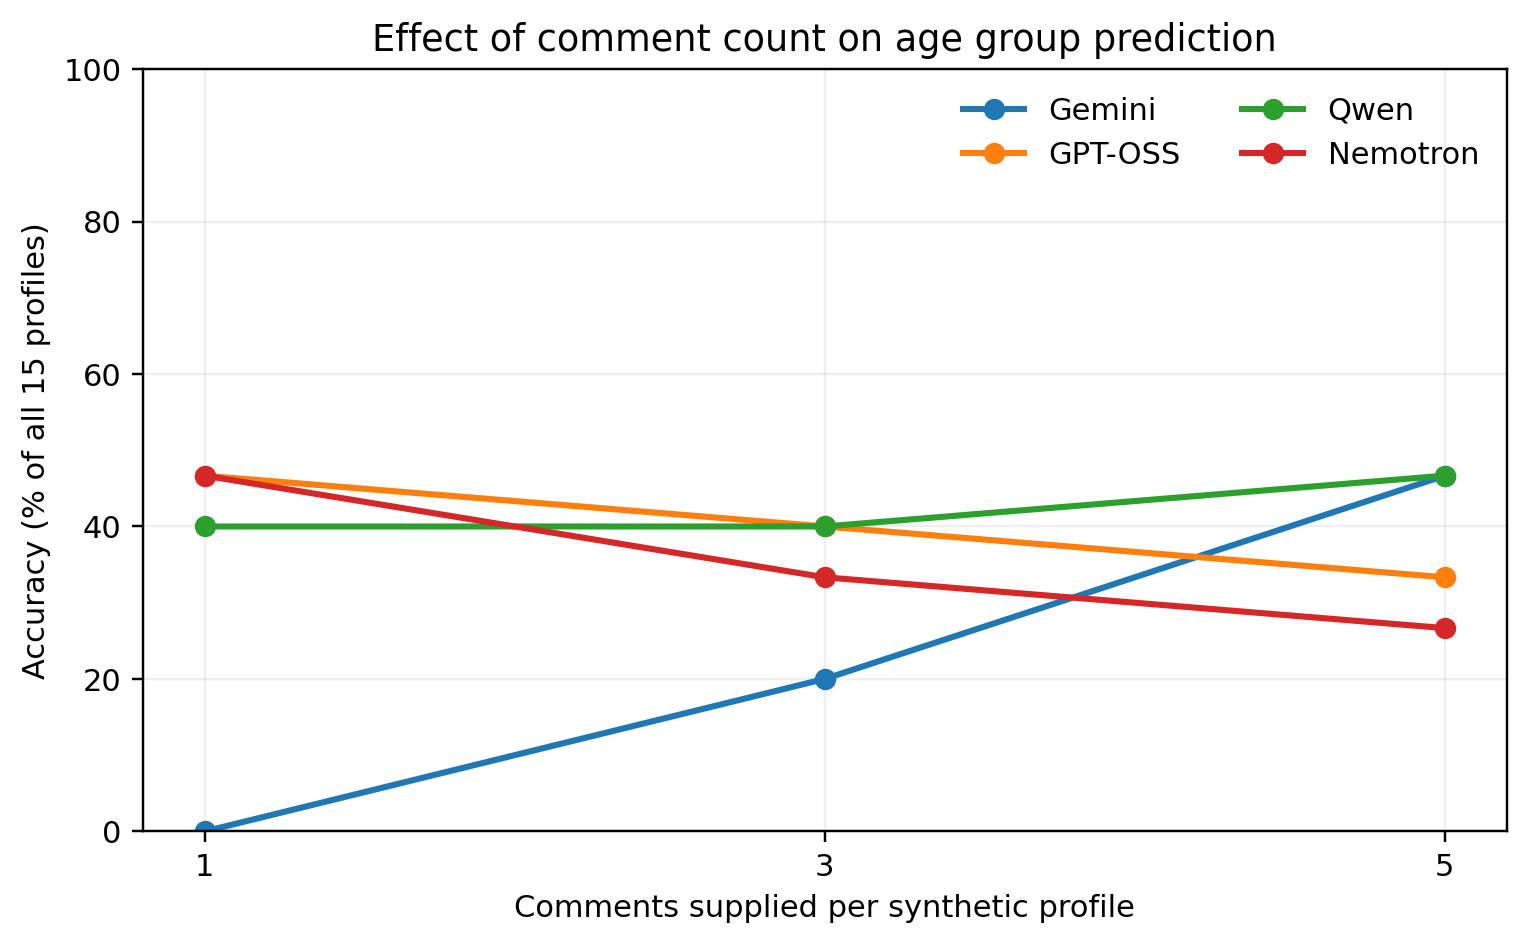 Effect of comment count on age group prediction
Accuracy (% of all 15 profiles)
100
80
60
40
20
0
Gemini
GPT-OSS
Qwen
Nemotron
1
3
5
Comments supplied per synthetic profile